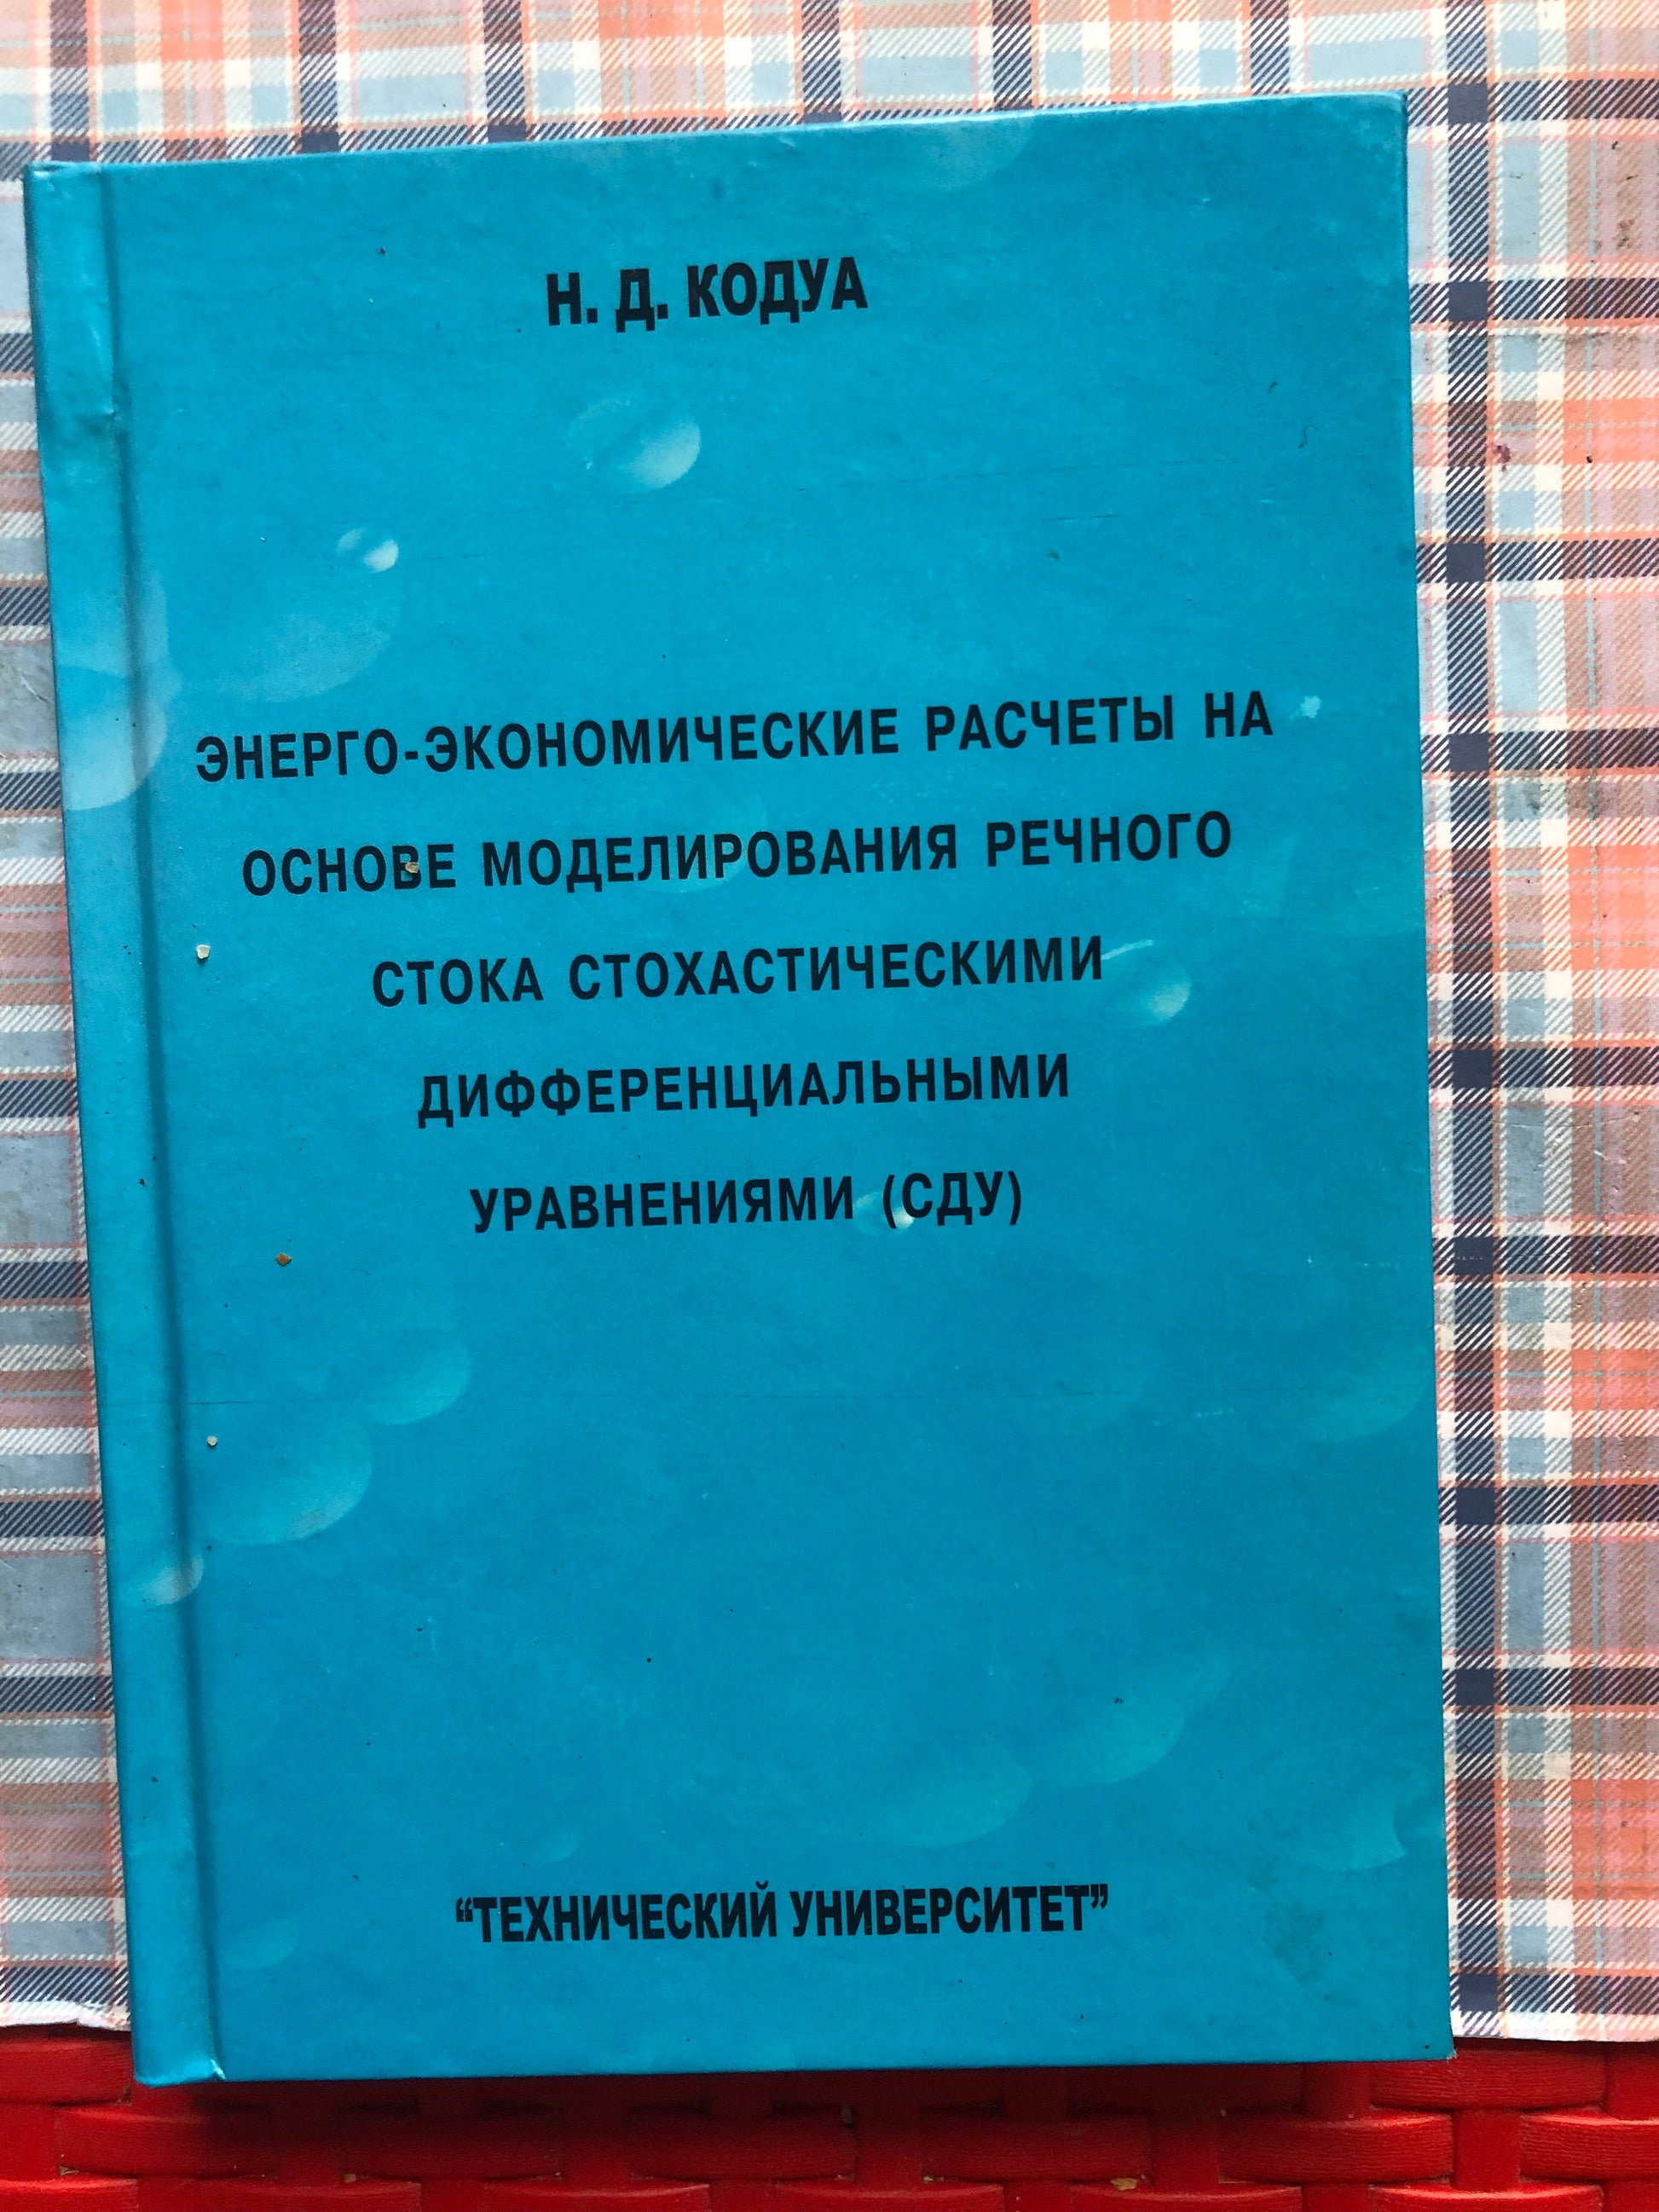 Н. Д. КОДУА
ЭНЕРГО-ЭКОНОМИЧЕСКИЕ РАСЧЕТЫ НА
ОСНОВЕ МОДЕЛИРОВАНИЯ РЕЧНОГО
СТОКА СТОХАСТИЧЕСКИМИ
ДИФФЕРЕНЦИАЛЬНЫМИ
УРАВНЕНИЯМИ (СДУ)
“ТЕХНИЧЕСКИЙ УНИВЕРСИТЕТ”